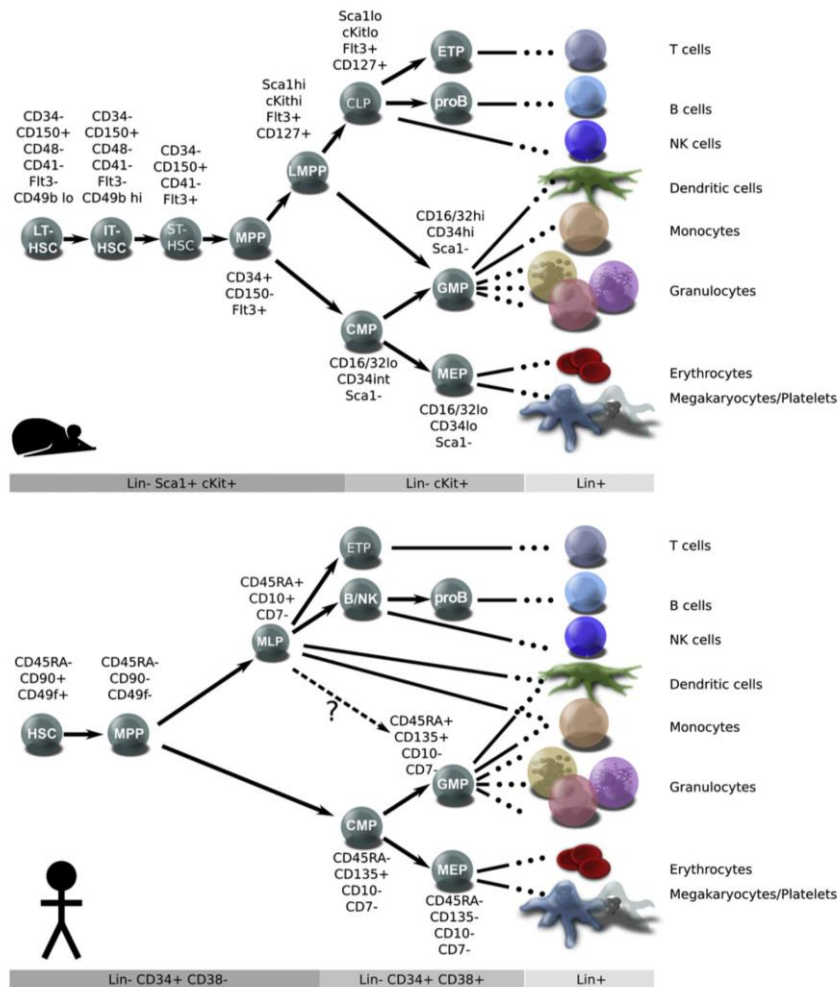 Sca1lo
cKitlo
Flt3+
CD127+
ETP
T cells
Sca1hi
cKithi
Flt3+
CD127+
CLP
proB
B cells
NK cells
CD34-
CD150+
CD48-
CD41-
Flt3-
CD49b lo
CD34-
CD150+
CD48-
CD41-
Flt3-
CD49b hi
CD34-
CD150+
CD41-
Flt3+
LMPP
Dendritic cells
CD16/32hi
CD34hi
Sca1-
Monocytes
LT-
HSC
IT-
HSC
ST-
HSC
MPP
CD34+
CD150-
Flt3+
GMP
Granulocytes
CMP
CD16/32lo
CD34int
Sca1-
MEP
CD16/32lo
CD34lo
Sca1-
Erythrocytes
Megakaryocytes/Platelets
Lin- Sca1+ cKit+
Lin- cKit+
Lin+
ETP
T cells
CD45RA+
CD10+
CD7-
B/NK
proB
B cells
MLP
NK cells
CD45RA-
CD90+
CD49f+
CD45RA-
CD90-
CD49f-
Dendritic cells
HSC
MPP
?
CD45RA+
CD135+
CD10-
CD7-
Monocytes
GMP
Granulocytes
CMP
CD45RA-
CD135+
CD10-
CD7-
MEP
CD45RA-
CD135-
CD10-
CD7-
Erythrocytes
Megakaryocytes/Platelets
Lin- CD34+ CD38-
Lin- CD34+ CD38+
Lin+